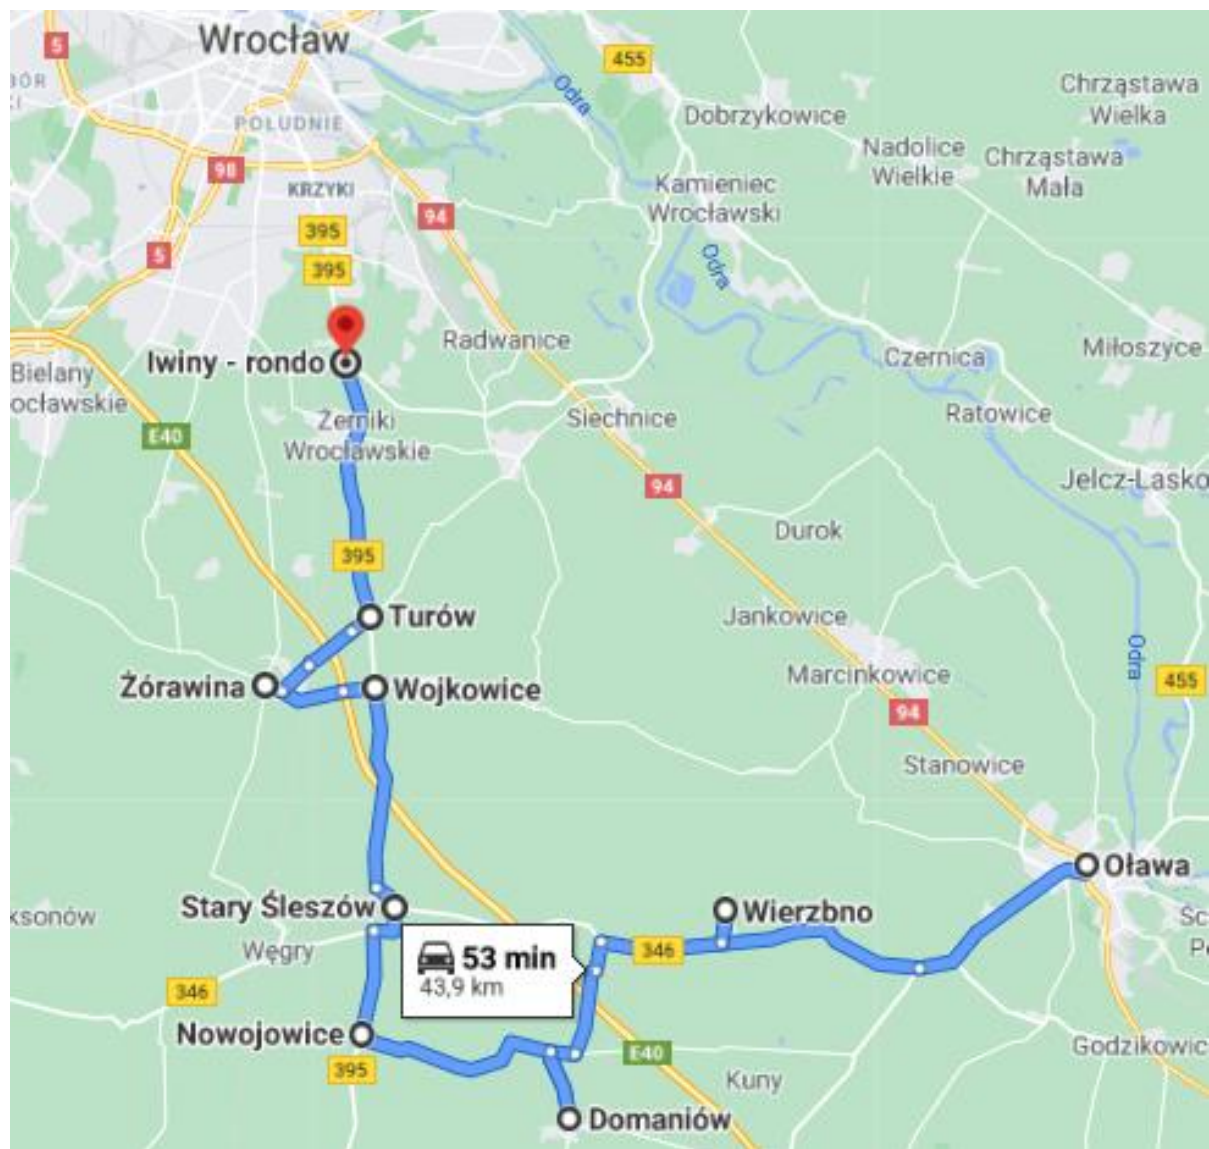 5
Wrocław
455
Odra
Chrząstawa
Wielka
Dobrzykowice
POŁUDNIE
Nadolice
Wielkie
Chrząstawa
Mała
98
KRZYKI
Kamieniec
Wrocławski
94
395
5
395
Odra
Radwanice
Iwiny - rondo
Czernica
Miłoszyce
Bielany
Żerniki
Wrocławskie
Siechnice
Ratowice
E40
94
Jelcz-Lasko
Durok
395
Turów
Jankowice
Odra
Żórawina
Wojkowice
Marcinkowice
455
94
Stanowice
Oława
Stary Śleszów
Wierzbno
ksonów
Węgry
346
53 min
43,9 km
346
Nowojowice
395
E40
Godzikowic
Kuny
Domaniów